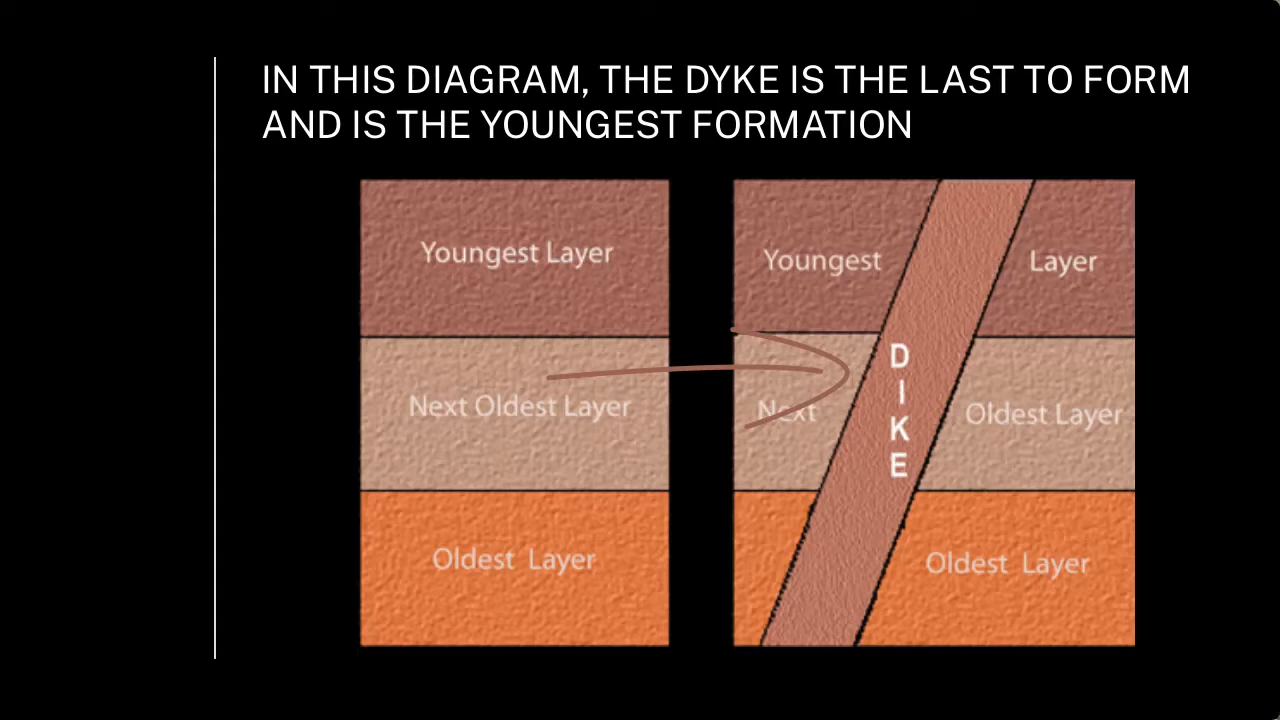 IN THIS DIAGRAM, THE DYKE IS THE LAST TO FORM
AND IS THE YOUNGEST FORMATION
Youngest Layer
Next Oldest Layer
Oldest Layer
Youngest Layer
DIKE
Next Oldest Layer
Oldest Layer